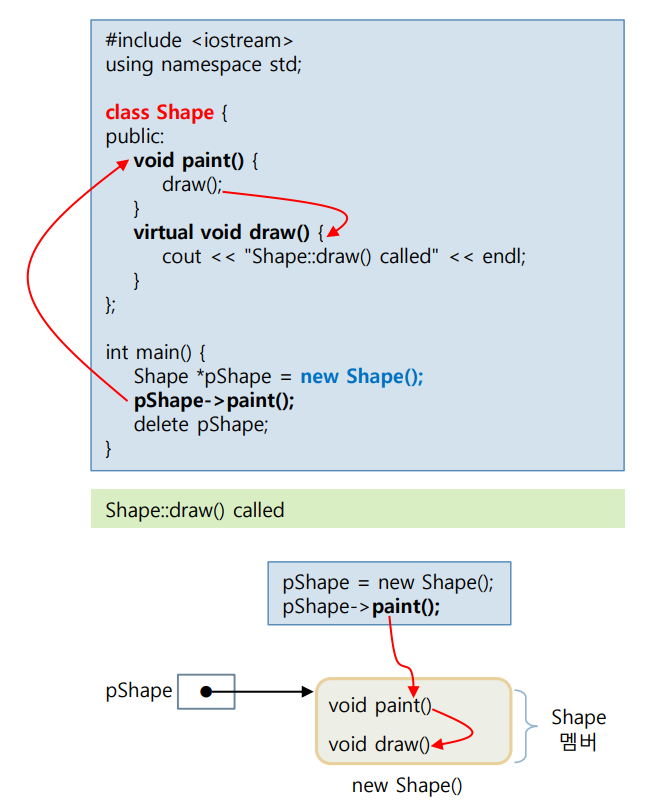 #include <iostream>
using namespace std;
class Shape {
public:
void paint() {
draw();
}
virtual void draw() {
cout << "Shape::draw() called" << endl;
}
};
int main() {
Shape *pShape = new Shape();
pShape->paint();
delete pShape;
}
Shape::draw() called
pShape = new Shape();
pShape->paint();
pShape
void paint()
void draw()
Shape
멤버
new Shape()